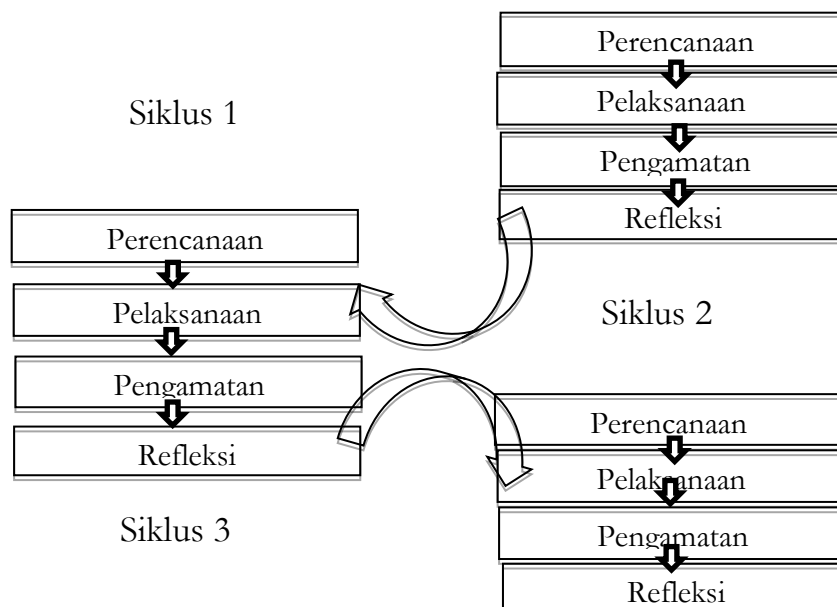 Siklus 1
Perencanaan
Pelaksanaan
Pengamatan
Refleksi
Siklus 2
Perencanaan
Pelaksanaan
Pengamatan
Refleksi
Siklus 3
Perencanaan
Pelaksanaan
Pengamatan
Refleksi